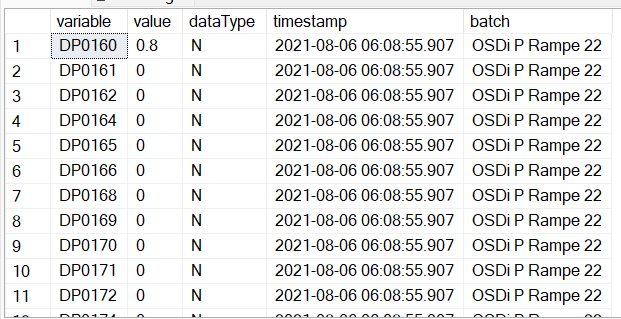 variable value dataType timestamp batch
1 DP0160 0.8 N 2021-08-06 06:08:55.907 OSDi P Rampe 22
2 DP0161 0 N 2021-08-06 06:08:55.907 OSDi P Rampe 22
3 DP0162 0 N 2021-08-06 06:08:55.907 OSDi P Rampe 22
4 DP0164 0 N 2021-08-06 06:08:55.907 OSDi P Rampe 22
5 DP0165 0 N 2021-08-06 06:08:55.907 OSDi P Rampe 22
6 DP0166 0 N 2021-08-06 06:08:55.907 OSDi P Rampe 22
7 DP0168 0 N 2021-08-06 06:08:55.907 OSDi P Rampe 22
8 DP0169 0 N 2021-08-06 06:08:55.907 OSDi P Rampe 22
9 DP0170 0 N 2021-08-06 06:08:55.907 OSDi P Rampe 22
10 DP0171 0 N 2021-08-06 06:08:55.907 OSDi P Rampe 22
11 DP0172 0 N 2021-08-06 06:08:55.907 OSDi P Rampe 22